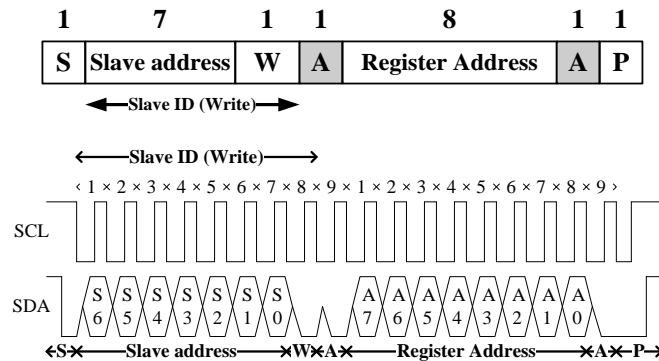 1 7 1 1 8 1 1
S Slave address W A Register Address A P
Slave ID (Write)
Slave ID (Write)
‹ 1 × 2 × 3 × 4 × 5 × 6 × 7 × 8 × 9 × 1 × 2 × 3 × 4 × 5 × 6 × 7 × 8 × 9 ›
SCL
SDA
S S S S S S S A A A A A A A A
6 5 4 3 2 1 0 7 6 5 4 3 2 1 0
S Slave address W A Register Address A P